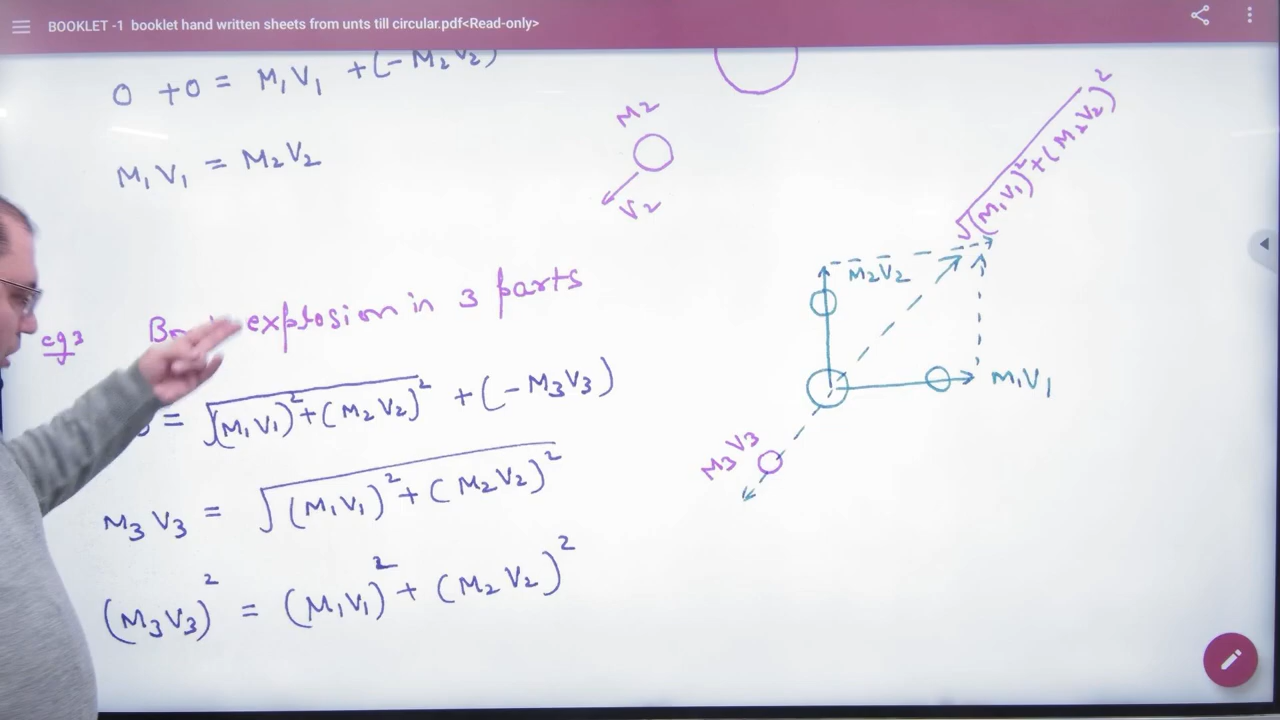 BOOKLET -1 booklet hand written sheets from unts till circular.pdf<Read-only>
0 + 0 = M₁V₁ + (-M₂V₂)
M₁V₁ = M₂V₂
M2
V2
eg3 explosion in 3 parts
= √(M₁V₁)² + (M₂V₂)² + (-M₃V₃)
M₃V₃ = √(M₁V₁)² + (M₂V₂)²
(M₃V₃)² = (M₁V₁)² + (M₂V₂)²
√(M₁V₁)² + (M₂V₂)²
M₂V₂
M₁V₁
M₃V₃